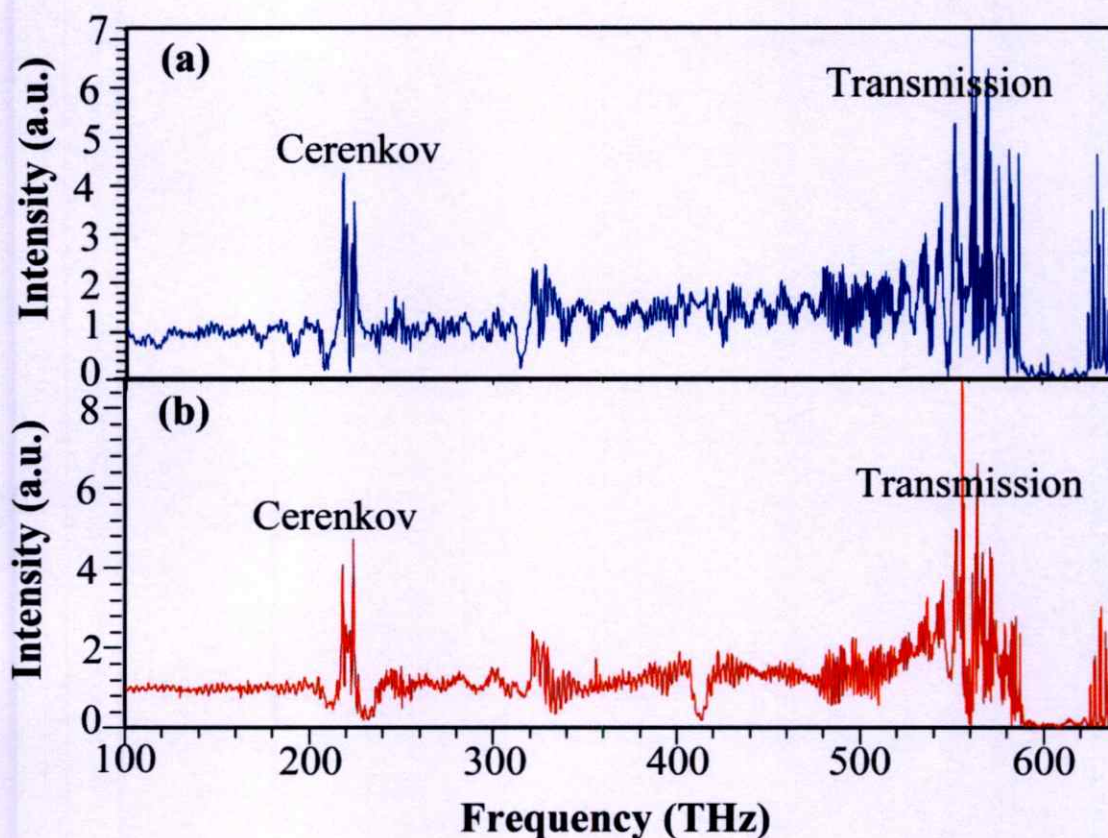 7
(a)
6
Transmission
5
Cerenkov
4
3
2
1
0
Intensity (a.u.)
8
(b)
6
Transmission
Cerenkov
4
2
0
Intensity (a.u.)
100 200 300 400 500 600
Frequency (THz)